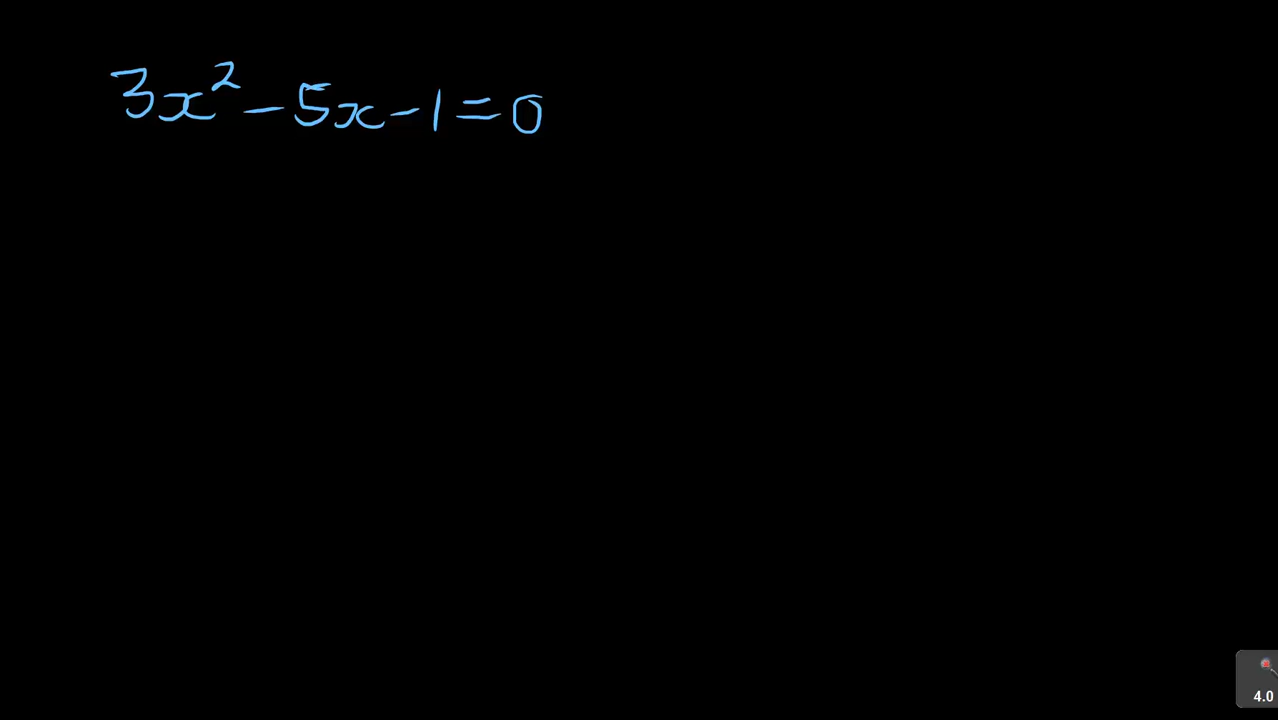 3x² - 5x - 1 = 0
4.0